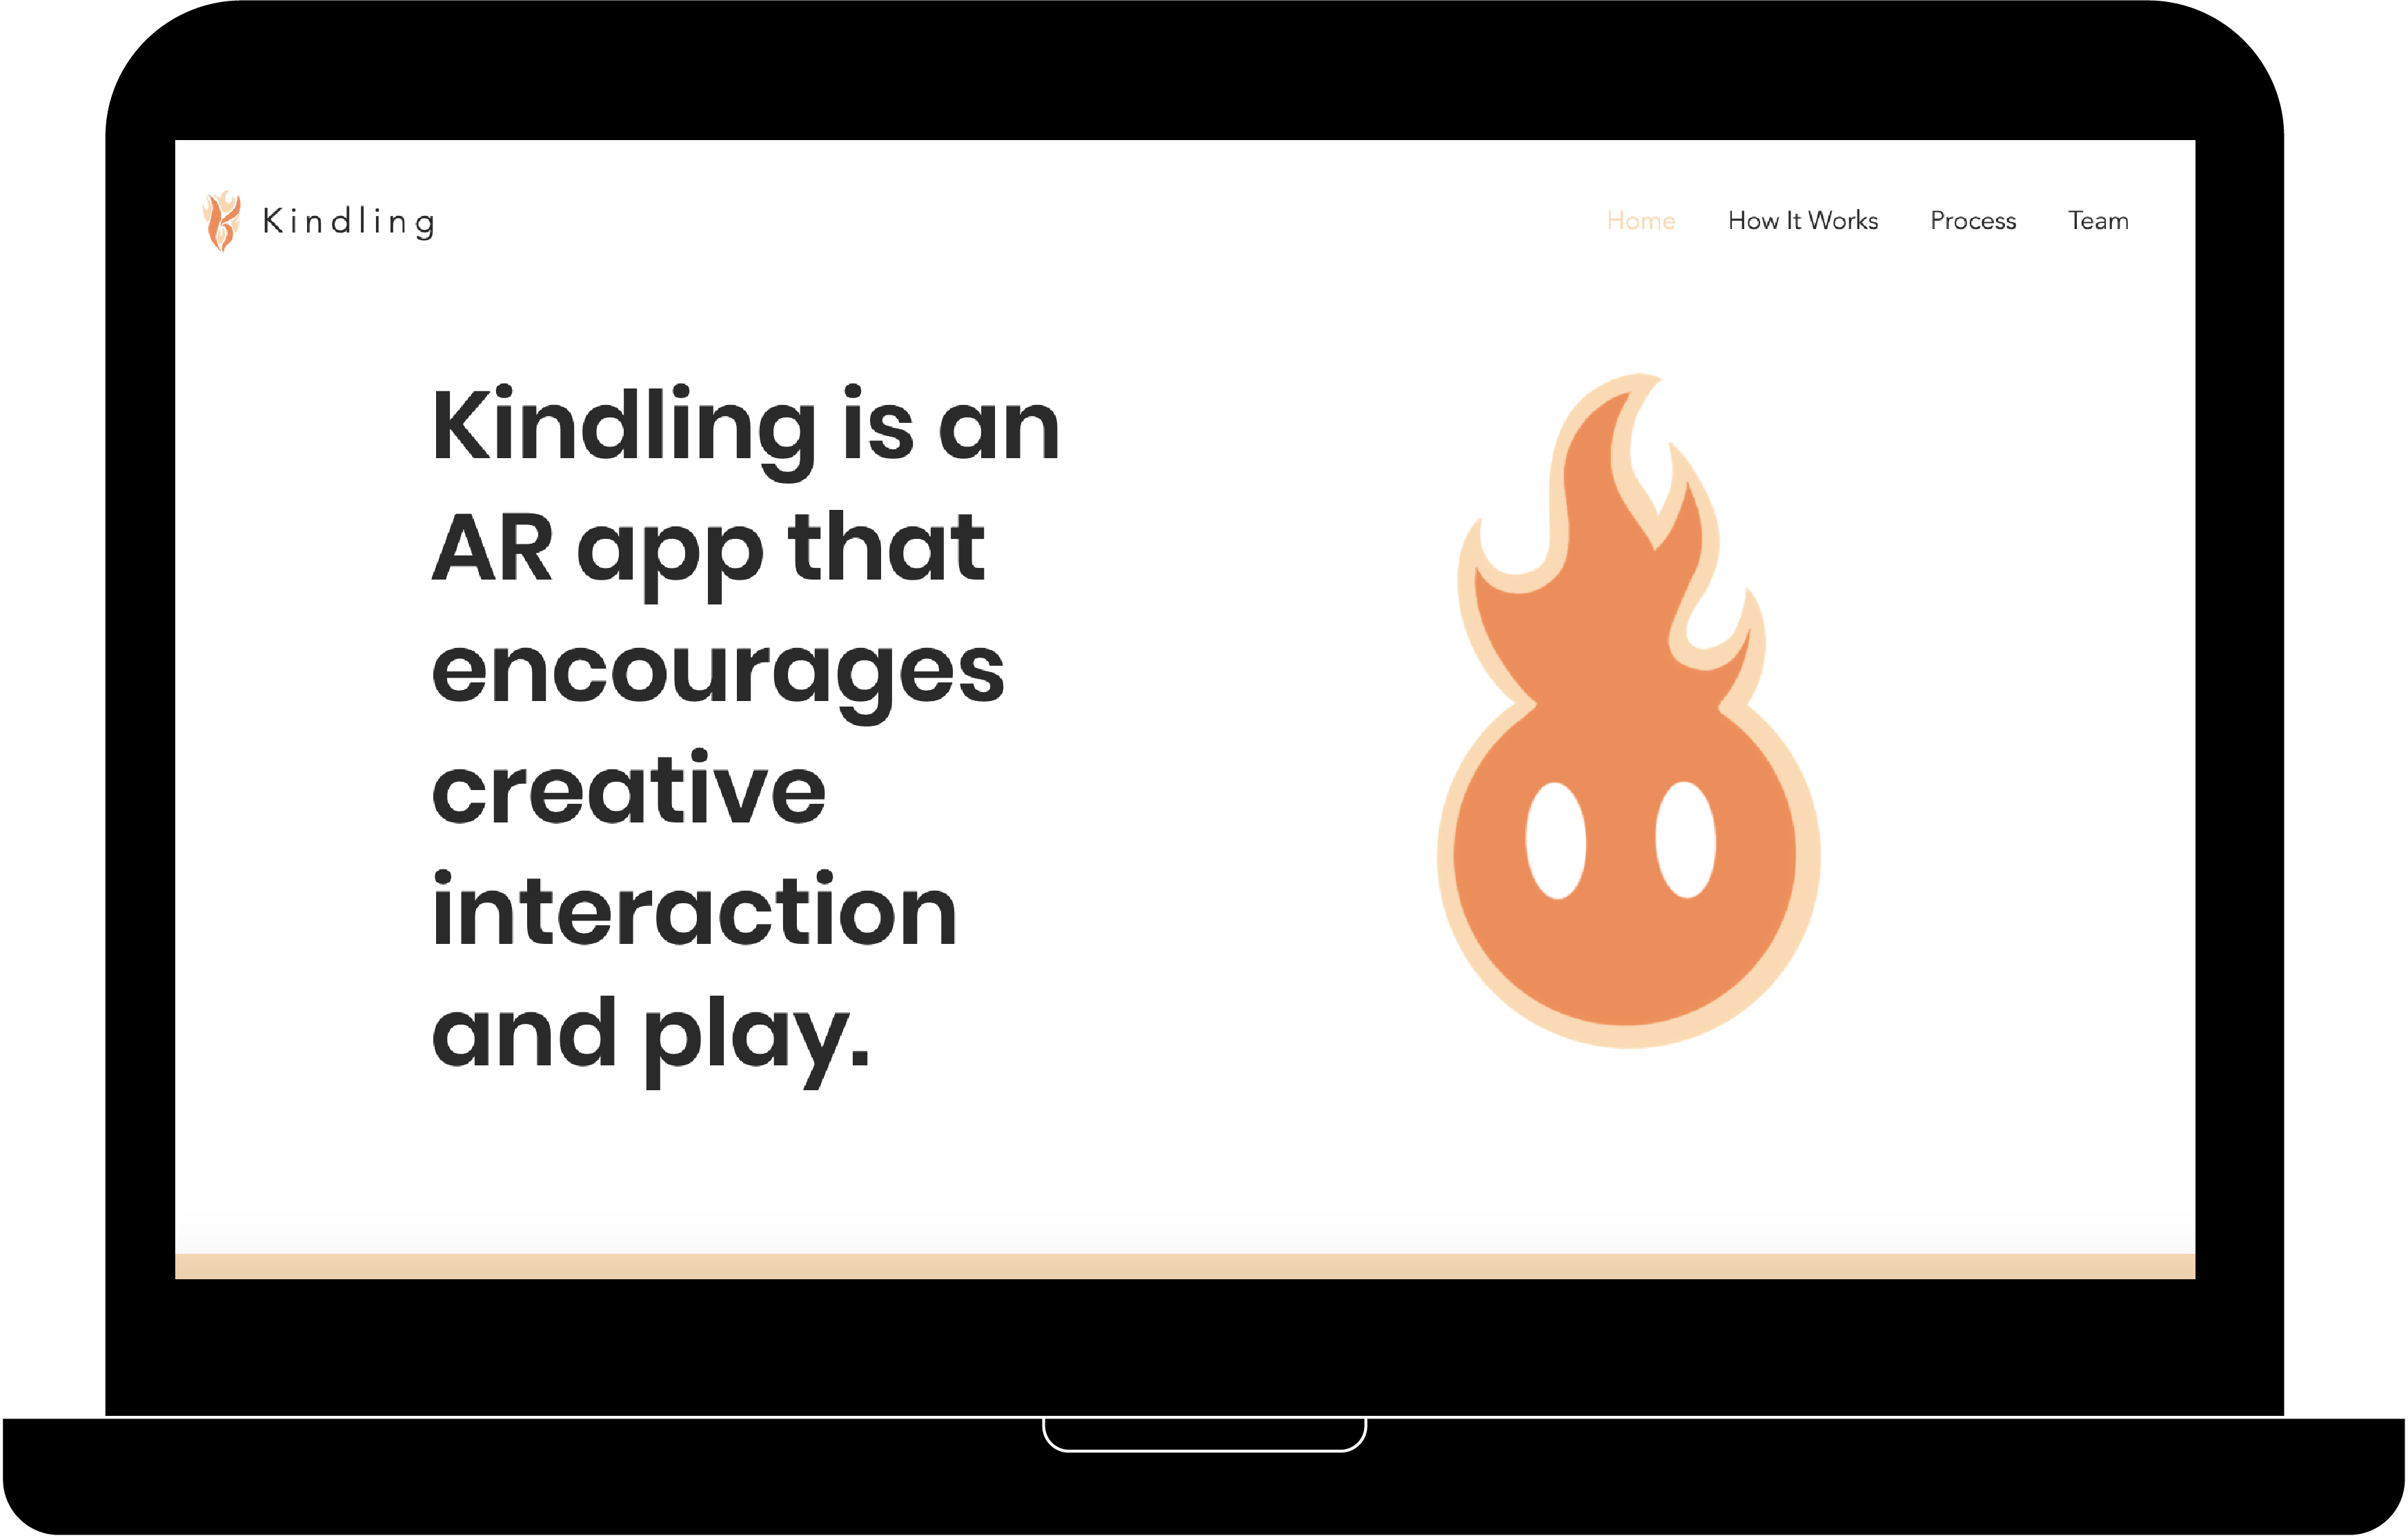 Kindling
Home How It Works Process Team
Kindling is an
AR app that
encourages
creative
interaction
and play.